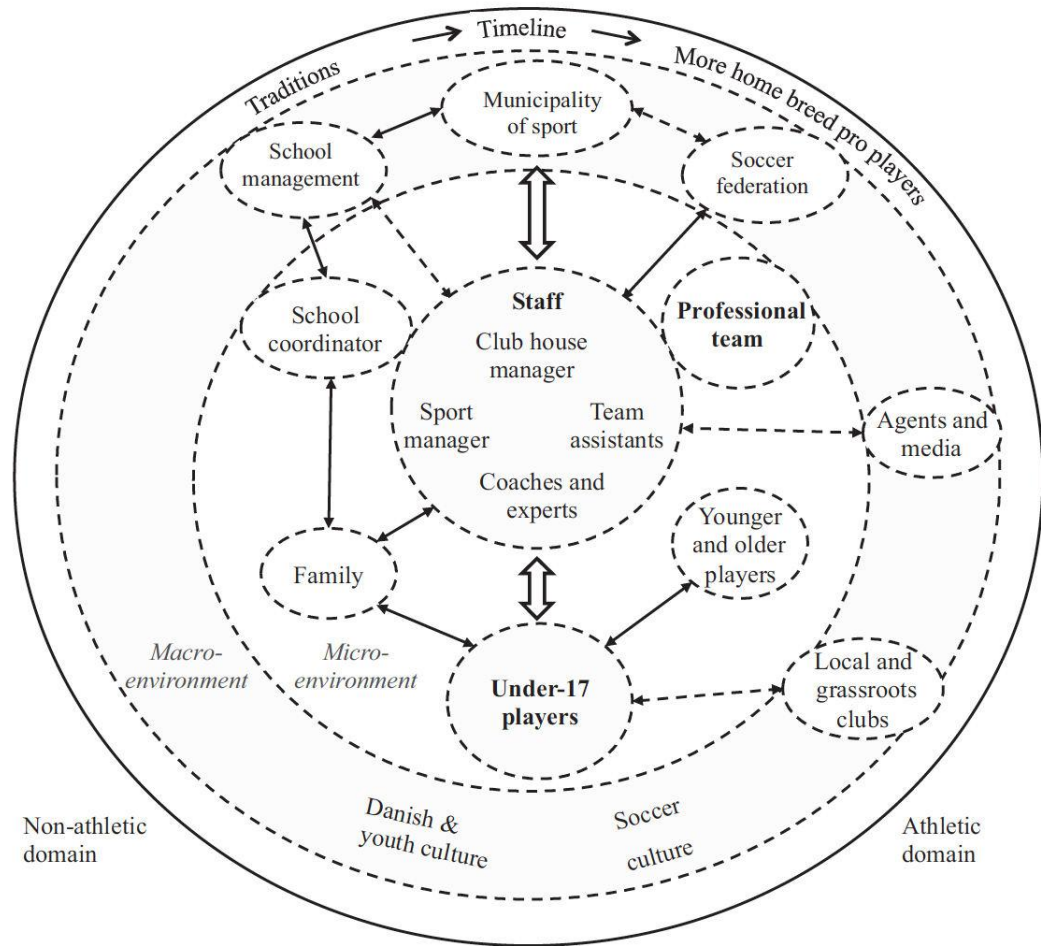 Timeline
Traditions
More home breed pro players
Municipality
of sport
School
management
Soccer
federation
School
coordinator
Staff
Club house
manager
Sport
manager
Team
assistants
Coaches and
experts
Professional
team
Agents and
media
Younger
and older
players
Family
Macro-
environment
Micro-
environment
Under-17
players
Local and
grassroots
clubs
Danish &
youth culture
Soccer
culture
Non-athletic
domain
Athletic
domain